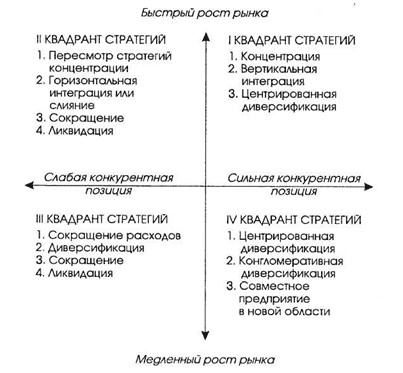 Быстрый рост рынка
II КВАДРАНТ СТРАТЕГИЙ
1. Пересмотр стратегий
концентрации
2. Горизонтальная
интеграция или
слияние
3. Сокращение
4. Ликвидация
I КВАДРАНТ СТРАТЕГИЙ
1. Концентрация
2. Вертикальная
интеграция
3. Центрированная
диверсификация
Слабая конкурентная
позиция
Сильная конкурентная
позиция
III КВАДРАНТ СТРАТЕГИЙ
1. Сокращение расходов
2. Диверсификация
3. Сокращение
4. Ликвидация
IV КВАДРАНТ СТРАТЕГИЙ
1. Центрированная
диверсификация
2. Конгломеративная
диверсификация
3. Совместное
предприятие
в новой области
Медленный рост рынка